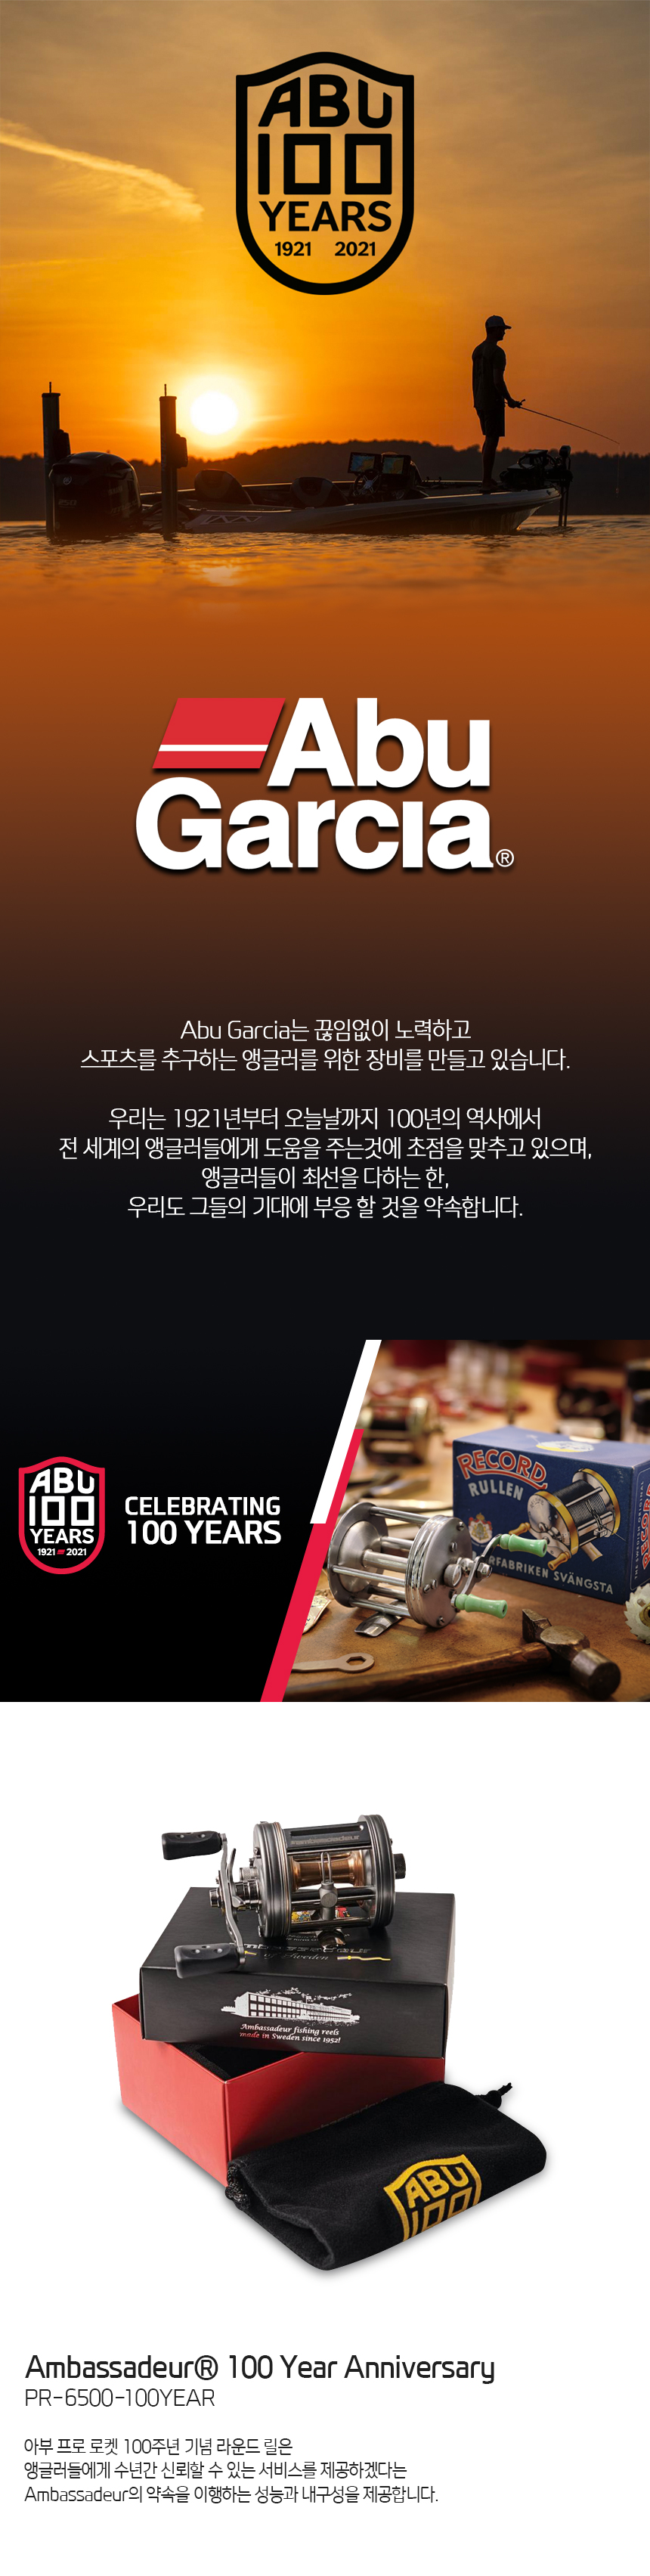 ABU
100
YEARS
1921 2021
Abu
Garcia®
Abu Garcia는 끊임없이 노력하고
스포츠를 추구하는 앵글러를 위한 장비를 만들고 있습니다.
우리는 1921년부터 오늘날까지 100년의 역사에서
전 세계의 앵글러들에게 도움을 주는것에 초점을 맞추고 있으며,
앵글러들이 최선을 다하는 한,
우리도 그들의 기대에 부응 할 것을 약속합니다.
ABU
100
YEARS
1921 2021
CELEBRATING
100 YEARS
RECORD
RULLEN
RFABRIKEN SVÄNGSTA
Sweden
Ambassadeur fishing reels
made in Sweden since 1952!
ABU
100
Ambassadeur® 100 Year Anniversary
PR-6500-100YEAR
아부 프로 로켓 100주년 기념 라운드 릴은
앵글러들에게 수년간 신뢰할 수 있는 서비스를 제공하겠다는
Ambassadeur의 약속을 이행하는 성능과 내구성을 제공합니다.